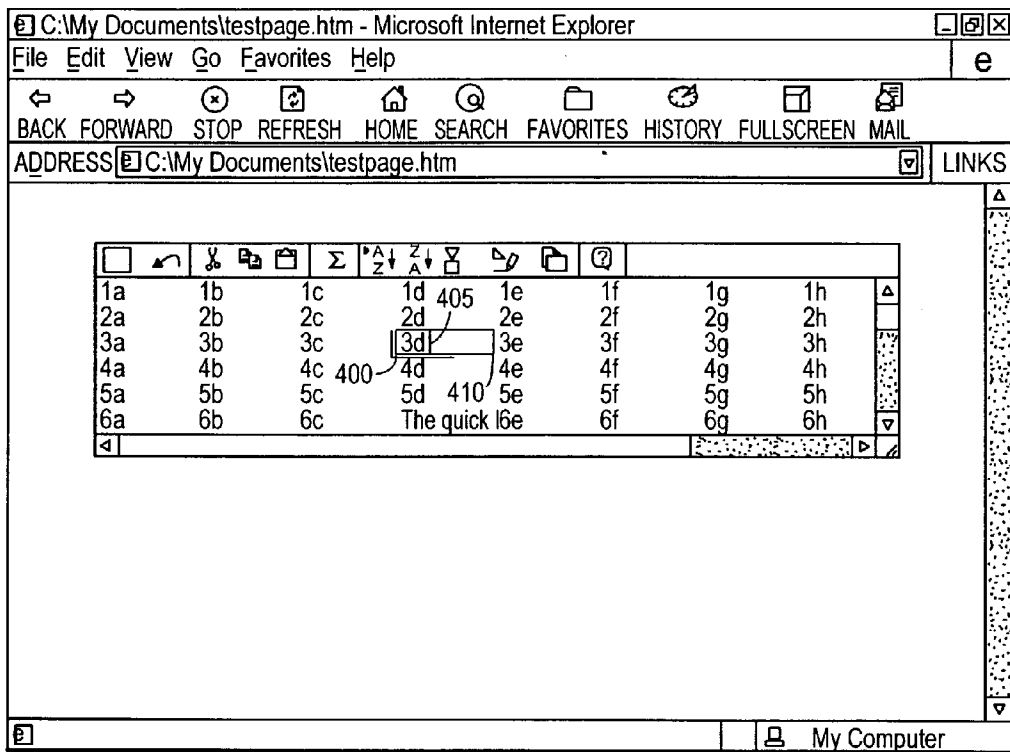 C:\My Documents\testpage.htm - Microsoft Internet Explorer
File Edit View Go Favorites Help
e
BACK FORWARD STOP REFRESH HOME SEARCH FAVORITES HISTORY FULLSCREEN MAIL
ADDRESS C:\My Documents\testpage.htm LINKS
Σ A Z Z A ?
1a 1b 1c 1d 1e 1f 1g 1h
405
2a 2b 2c 2d 2e 2f 2g 2h
3a 3b 3c 3d 3e 3f 3g 3h
4a 4b 4c 400 4d 4e 4f 4g 4h
5a 5b 5c 5d 410 5e 5f 5g 5h
6a 6b 6c The quick l6e 6f 6g 6h
My Computer